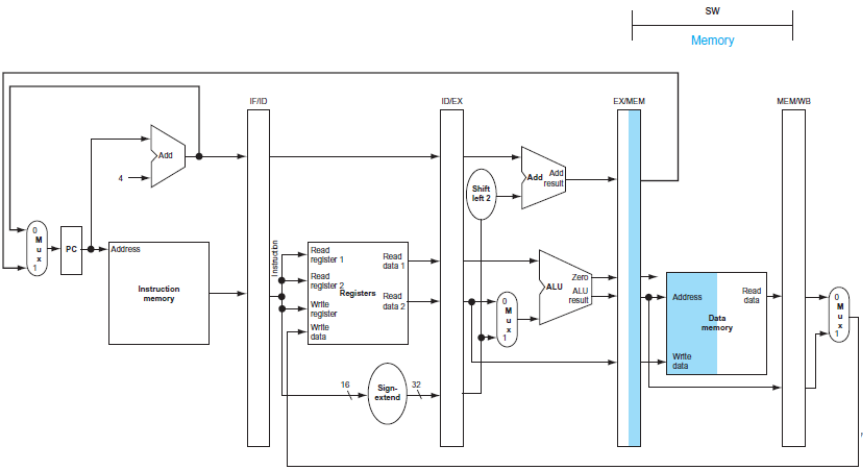 SW
Memory
IF/ID
ID/EX
EX/MEM
MEM/WB
Add
4
Shift
left 2
Add
Add
result
0
M
u
x
1
PC
Address
Instruction
memory
Instruction
Read
register 1
Read
data 1
Read
register 2
Registers
Write
register
Read
data 2
Write
data
0
M
u
x
1
Zero
ALU
ALU
result
Address
Read
data
Data
memory
Write
data
0
M
u
x
1
16
Sign-
extend
32